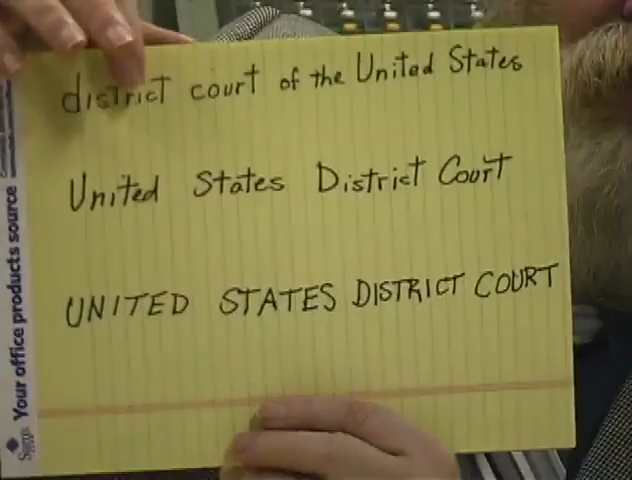 district court of the United States
United States District Court
UNITED STATES DISTRICT COURT
Your office products source